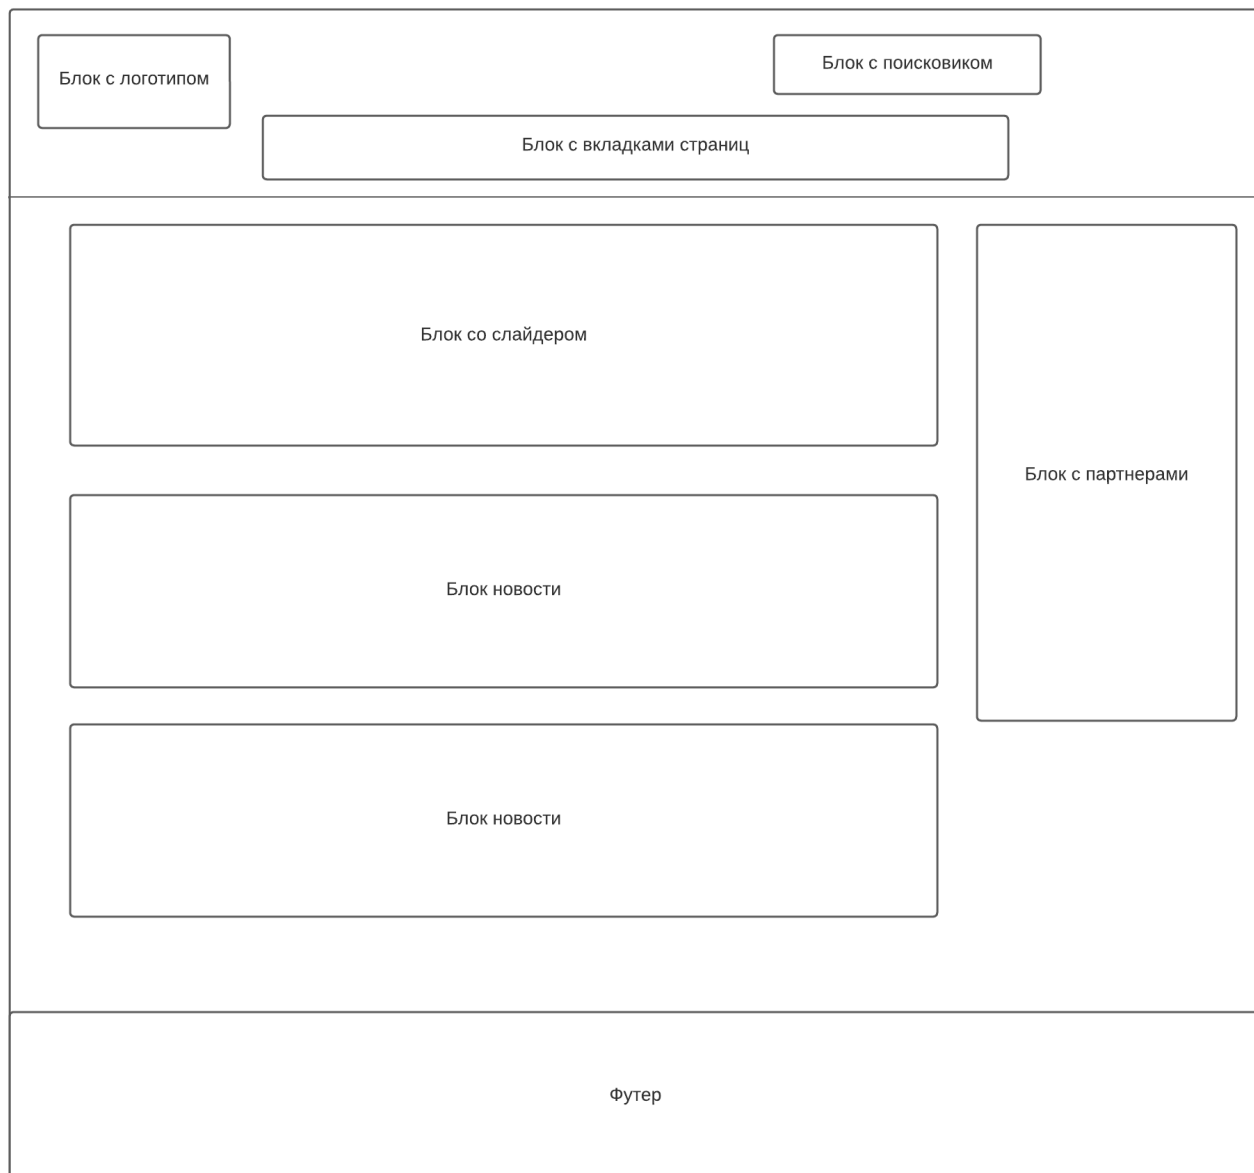 Блок с логотипом
Блок с поисковиком
Блок с вкладками страниц
Блок со слайдером
Блок с партнерами
Блок новости
Блок новости
Футер